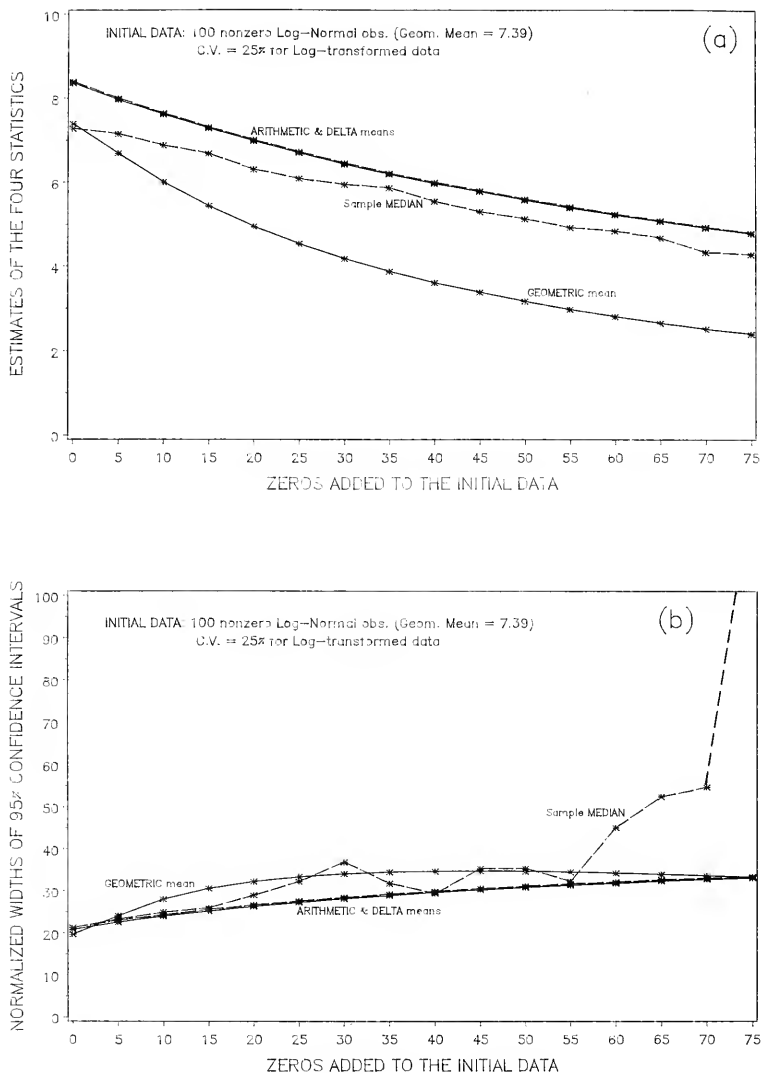 ESTIMATES OF THE FOUR STATISTICS
10
8
6
4
2
0
INITIAL DATA: 100 nonzero Log-Normal obs. (Geom. Mean = 7.39)
C.V. = 25% for Log-transformed data
(a)
ARITHMETIC & DELTA means
Sample MEDIAN
GEOMETRIC mean
0 5 10 15 20 25 30 35 40 45 50 55 60 65 70 75
ZEROS ADDED TO THE INITIAL DATA
NORMALIZED WIDTHS OF 95% CONFIDENCE INTERVALS
100
90
80
70
60
50
40
30
20
10
0
INITIAL DATA: 100 nonzero Log-Normal obs. (Geom. Mean = 7.39)
C.V. = 25% for Log-transformed data
(b)
Sample MEDIAN
GEOMETRIC mean
ARITHMETIC & DELTA means
0 5 10 15 20 25 30 35 40 45 50 55 60 65 70 75
ZEROS ADDED TO THE INITIAL DATA